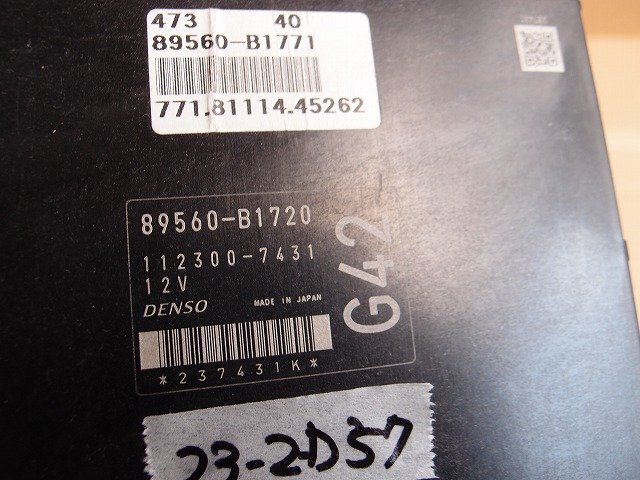 473 40
89560-B1771
771.81114.45262
89560-B1720
112300-7431
12V
DENSO MADE IN JAPAN
*237431K*
G42
23-2D57